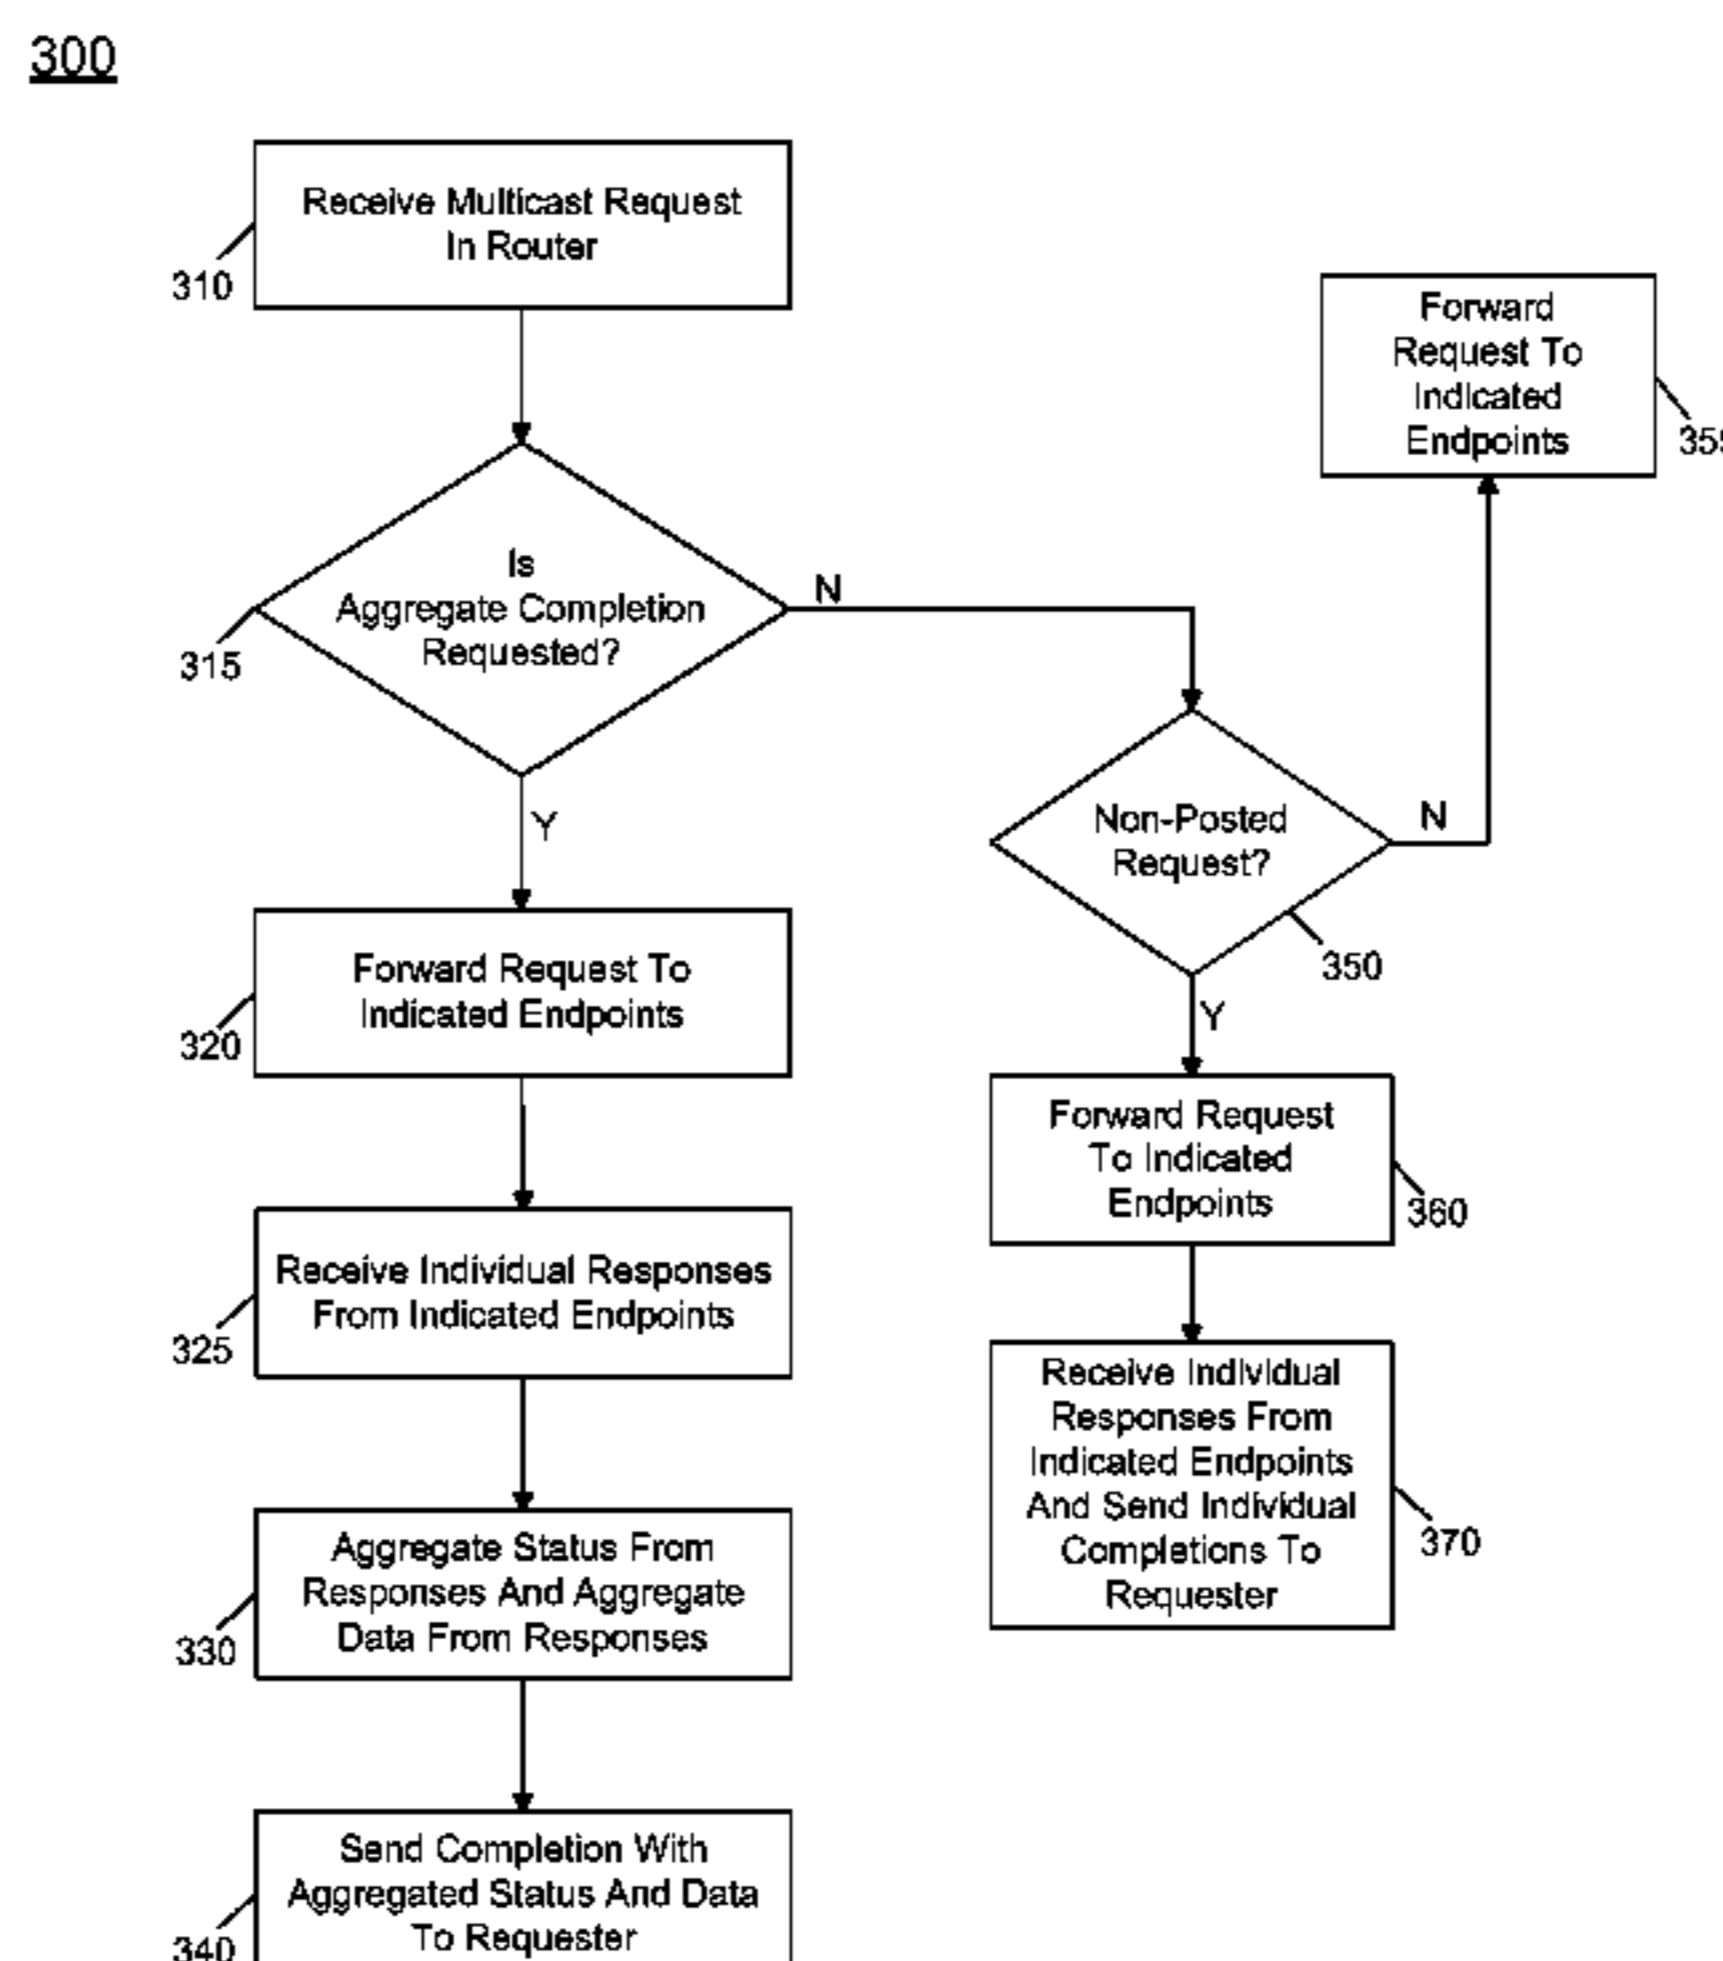 300
Receive Multicast Request
In Router
310
Is
Aggregate Completion
Requested?
315
N
Y
Forward Request To
Indicated Endpoints
320
Receive Individual Responses
From Indicated Endpoints
325
Aggregate Status From
Responses And Aggregate
Data From Responses
330
Send Completion With
Aggregated Status And Data
To Requester
340
Non-Posted
Request?
350
N
Forward
Request To
Indicated
Endpoints
355
Y
Forward Request
To Indicated
Endpoints
360
Receive Individual
Responses From
Indicated Endpoints
And Send Individual
Completions To
Requester
370